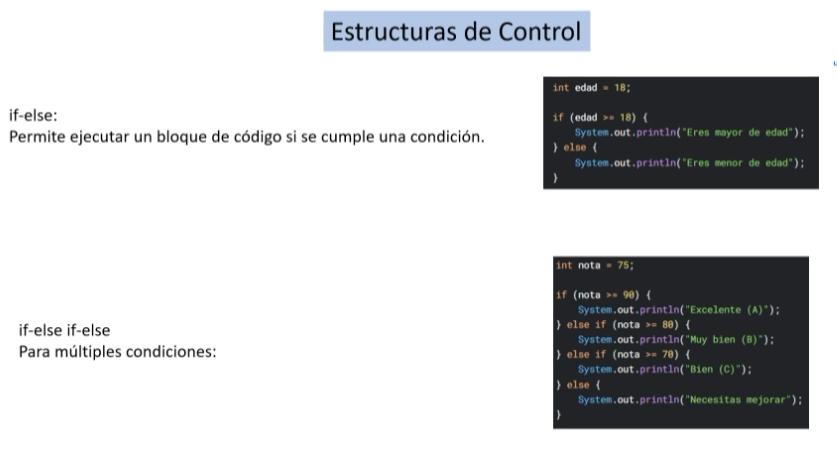 Estructuras de Control
if-else:
Permite ejecutar un bloque de código si se cumple una condición.
int edad = 18;
if (edad >= 18) {
System.out.println("Eres mayor de edad");
} else {
System.out.println("Eres menor de edad");
}
if-else if-else
Para múltiples condiciones:
int nota = 75;
if (nota >= 90) {
System.out.println("Excelente (A)");
} else if (nota >= 80) {
System.out.println("Muy bien (B)");
} else if (nota >= 70) {
System.out.println("Bien (C)");
} else {
System.out.println("Necesitas mejorar");
}